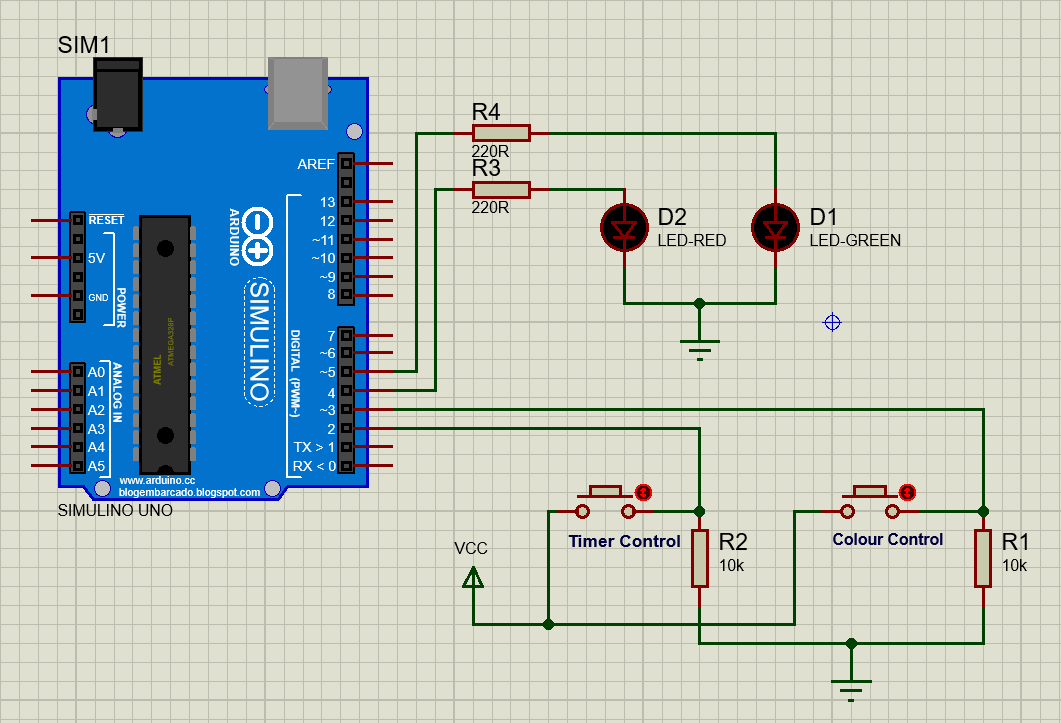 SIM1
R4
220R
R3
220R
AREF
13
12
~11
~10
~9
8
7
~6
~5
4
~3
2
TX > 1
RX < 0
RESET
5V
GND
POWER
A0
A1
A2
A3
A4
A5
ANALOG IN
ATMEL
ATMEGA328P
ARDUINO
SIMULINO
DIGITAL (PWM~)
www.arduino.cc
blogembarcado.blogspot.com
SIMULINO UNO
D2
LED-RED
D1
LED-GREEN
Timer Control
Colour Control
R2
10k
R1
10k
VCC